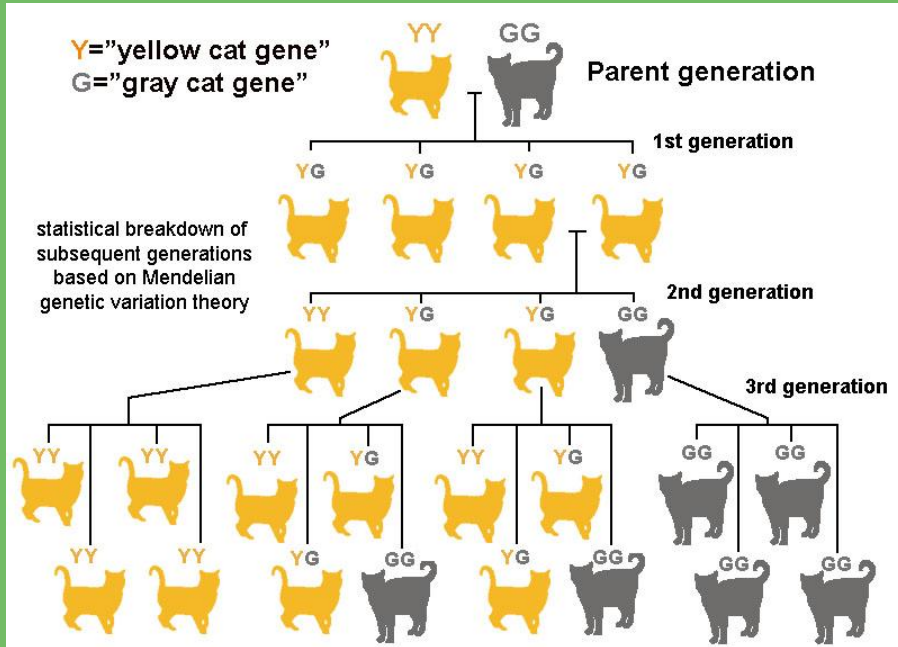 Y="yellow cat gene"
G="gray cat gene"
YY GG
Parent generation
1st generation
YG YG YG YG
statistical breakdown of
subsequent generations
based on Mendelian
genetic variation theory
2nd generation
YY YG YG GG
3rd generation
YY YY YY YG YY YG GG GG
YY YY YG GG YG GG GG GG